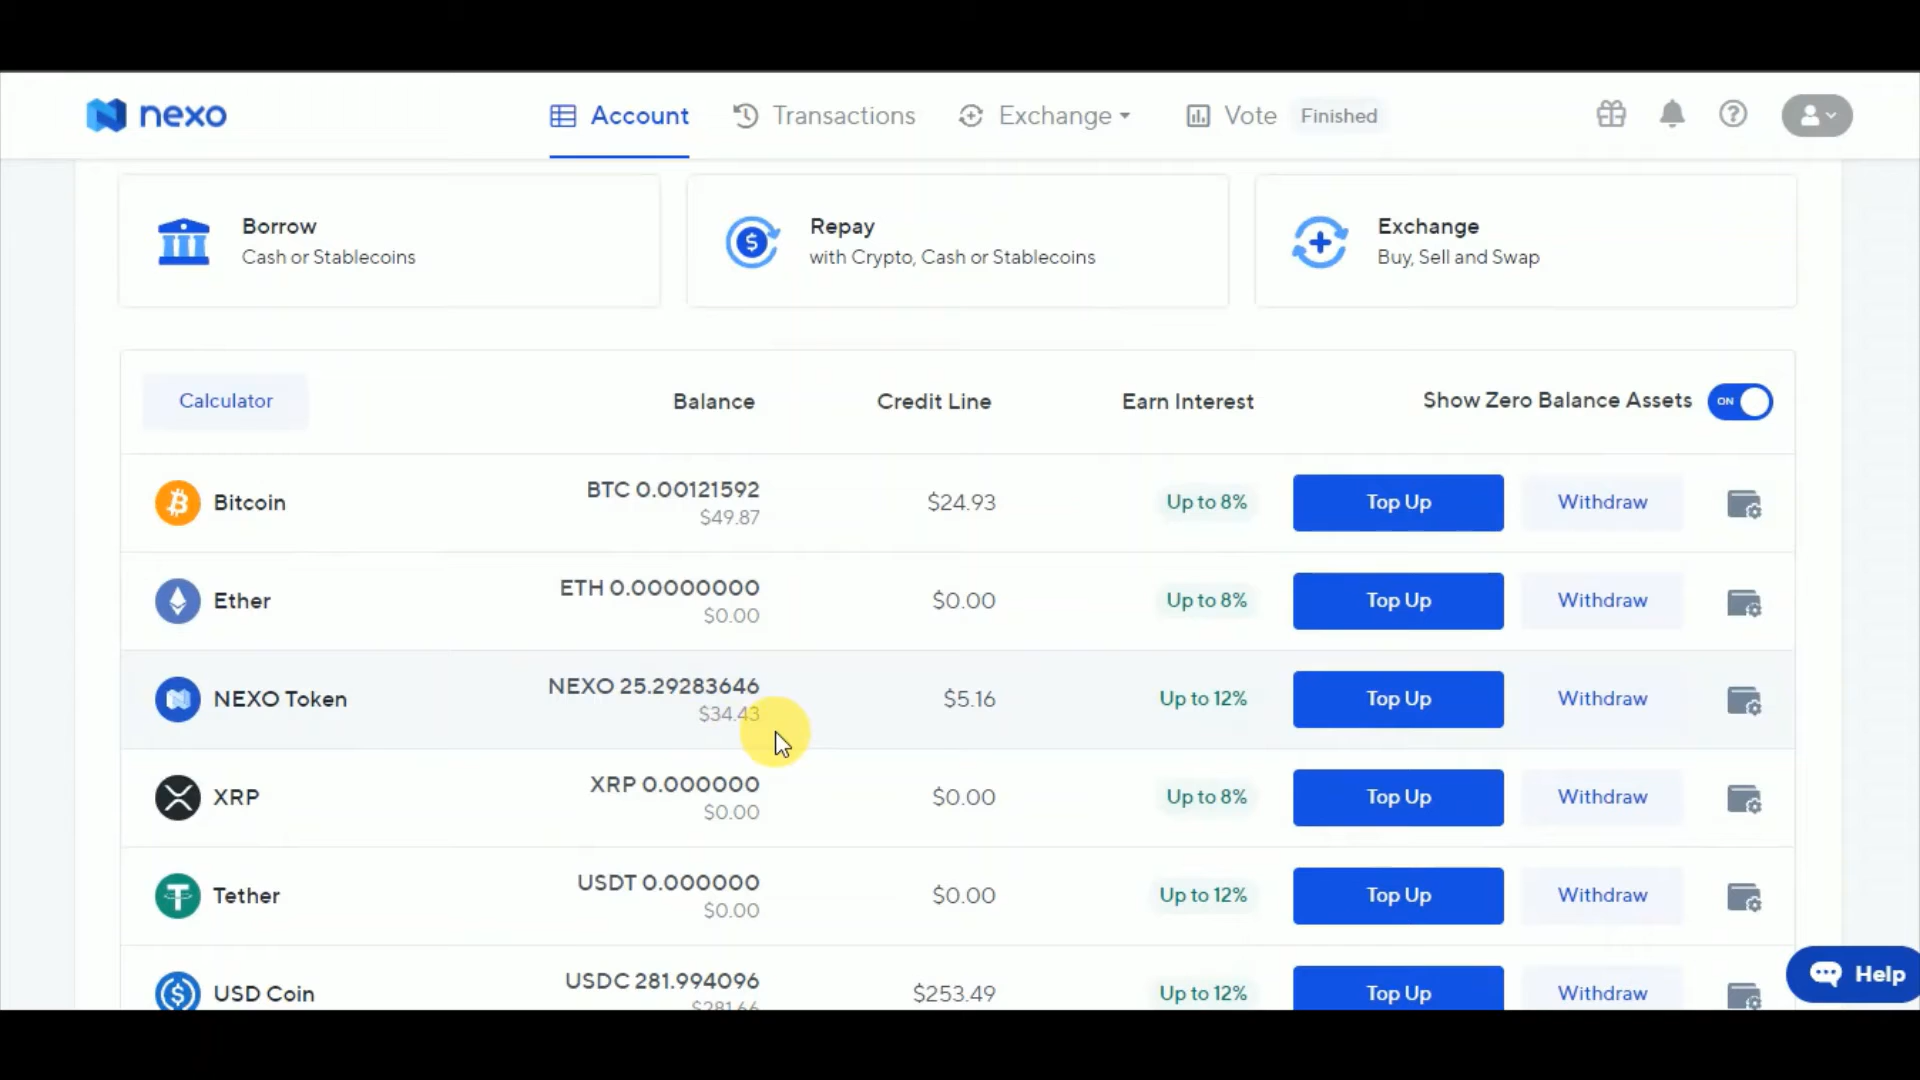 nexo
Account
Transactions
Exchange
Vote
Finished
Borrow
Cash or Stablecoins
Repay
with Crypto, Cash or Stablecoins
Exchange
Buy, Sell and Swap
Calculator
Balance
Credit Line
Earn Interest
Show Zero Balance Assets
ON
Bitcoin
BTC 0.00121592
$49.87
$24.93
Up to 8%
Top Up
Withdraw
Ether
ETH 0.00000000
$0.00
$0.00
Up to 8%
Top Up
Withdraw
NEXO Token
NEXO 25.29283646
$34.43
$5.16
Up to 12%
Top Up
Withdraw
XRP
XRP 0.000000
$0.00
$0.00
Up to 8%
Top Up
Withdraw
Tether
USDT 0.000000
$0.00
$0.00
Up to 12%
Top Up
Withdraw
USD Coin
USDC 281.994096
$281.66
$253.49
Up to 12%
Top Up
Withdraw
Help